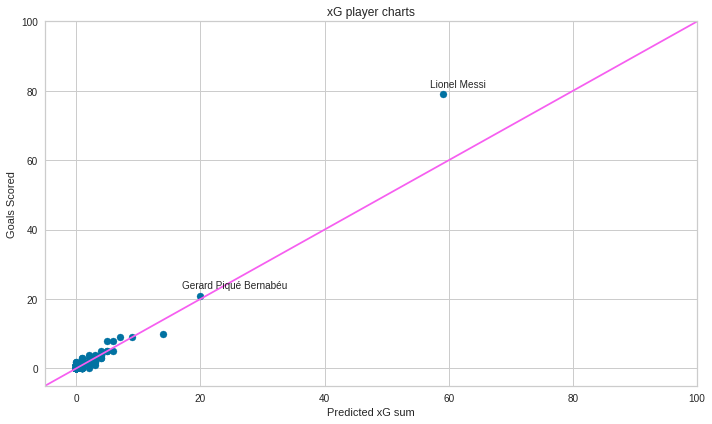 xG player charts
100
80
60
40
20
0
Goals Scored
Lionel Messi
Gerard Piqué Bernabéu
0 20 40 60 80 100
Predicted xG sum